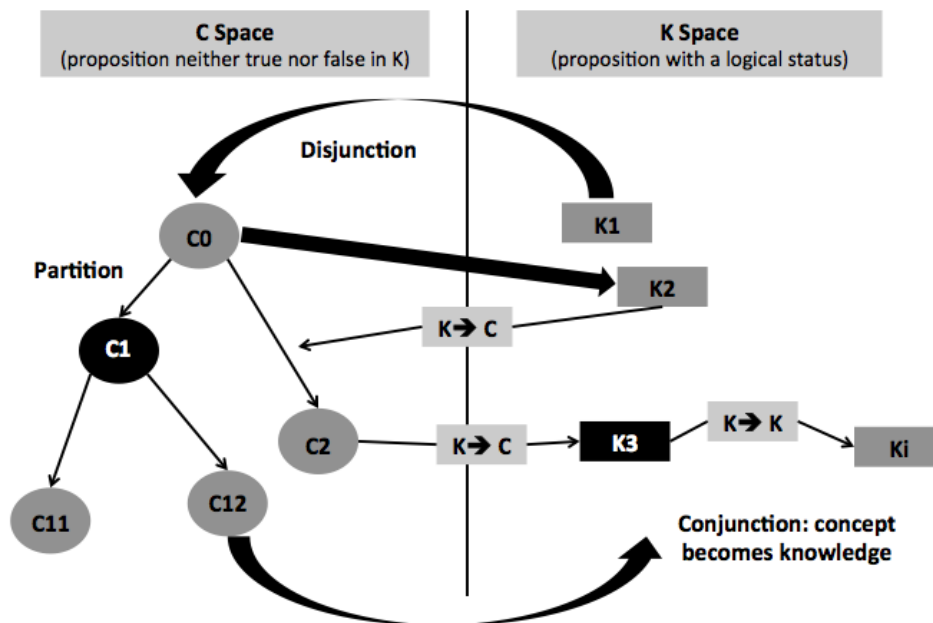 C Space
(proposition neither true nor false in K)
K Space
(proposition with a logical status)
Disjunction
K1
C0
Partition
K2
K➔ C
C1
C2
K➔ C
K3
K➔ K
Ki
C11
C12
Conjunction: concept
becomes knowledge